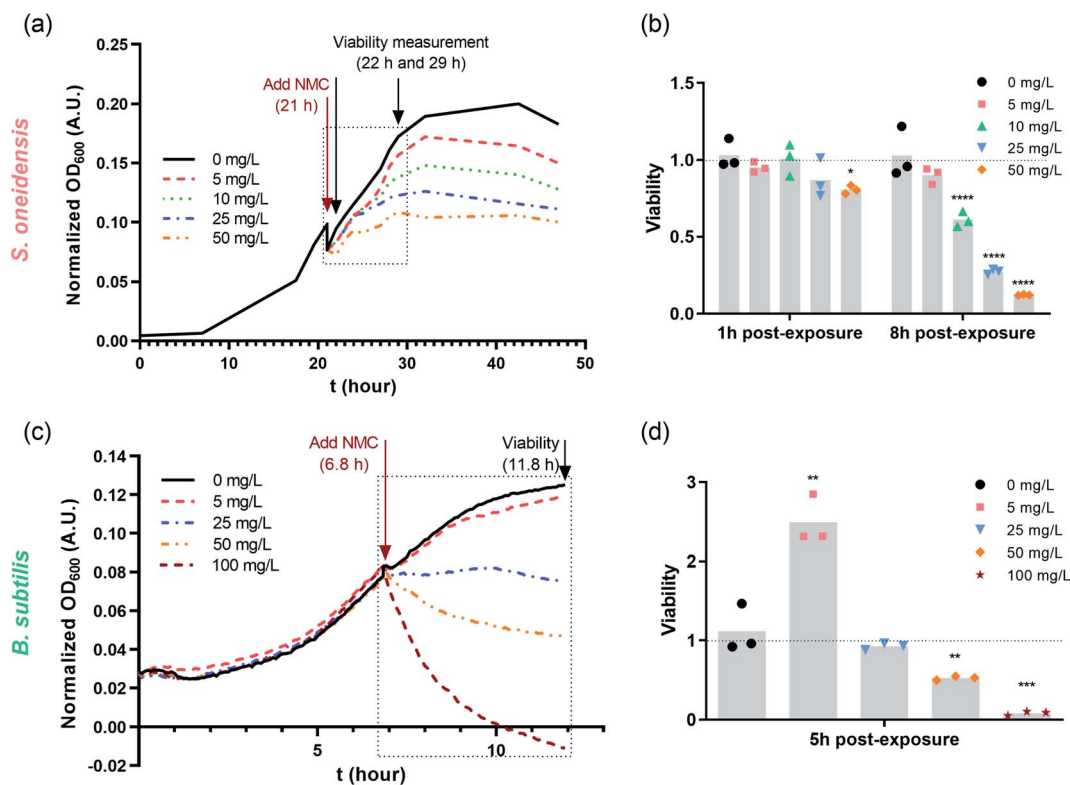 (a)
S. oneidensis
Normalized OD600 (A.U.)
0.25
0.20
0.15
0.10
0.05
0.00
0 mg/L
5 mg/L
10 mg/L
25 mg/L
50 mg/L
Add NMC
(21 h)
Viability measurement
(22 h and 29 h)
0
10
20
30
40
50
t (hour)
(b)
Viability
1.5
1.0
0.5
0.0
0 mg/L
5 mg/L
10 mg/L
25 mg/L
50 mg/L
*
****
****
****
1h post-exposure
8h post-exposure
(c)
B. subtilis
Normalized OD600 (A.U.)
0.14
0.12
0.10
0.08
0.06
0.04
0.02
0.00
-0.02
0 mg/L
5 mg/L
25 mg/L
50 mg/L
100 mg/L
Add NMC
(6.8 h)
Viability
(11.8 h)
5
10
t (hour)
(d)
Viability
3
2
1
0
0 mg/L
5 mg/L
25 mg/L
50 mg/L
100 mg/L
**
**
***
5h post-exposure